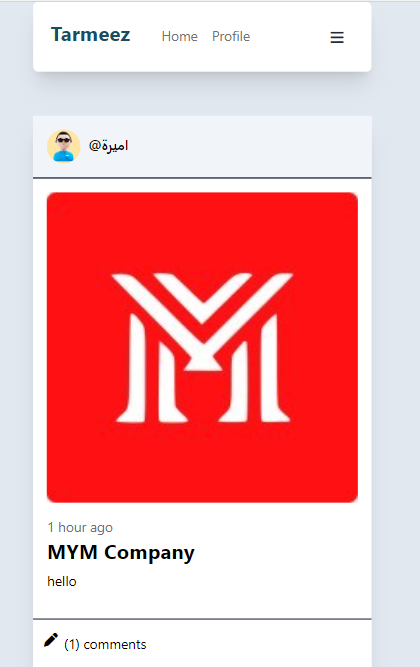 Tarmeez
Home Profile
@اميرة
1 hour ago
MYM Company
hello
(1) comments